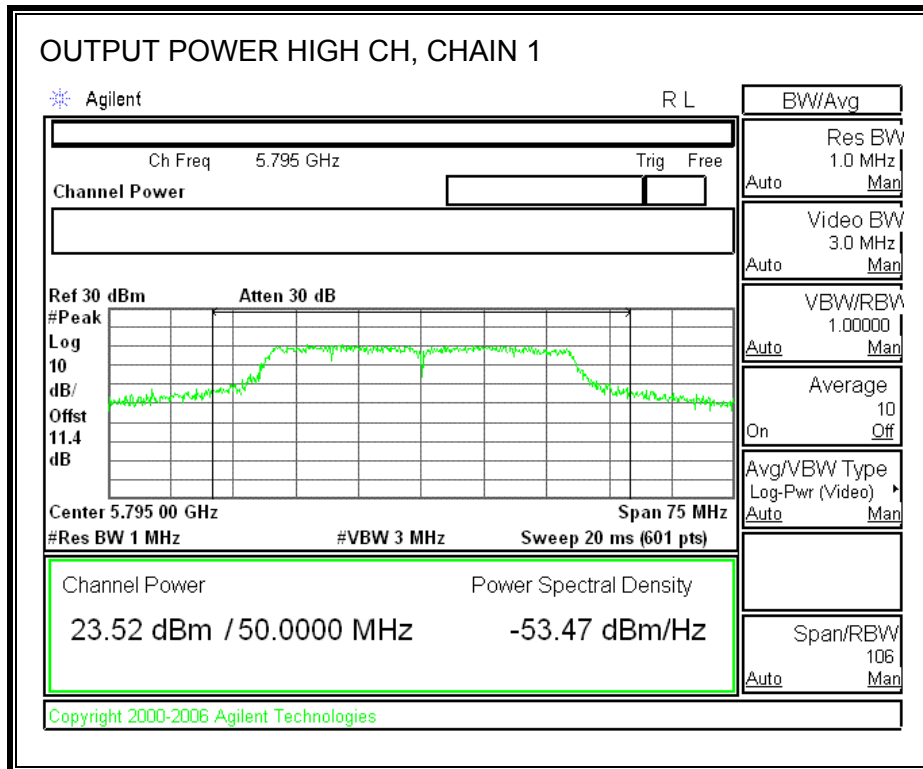 OUTPUT POWER HIGH CH, CHAIN 1
Agilent R L
Ch Freq 5.795 GHz Trig Free
Channel Power
Ref 30 dBm Atten 30 dB
#Peak
Log
10
dB/
Offst
11.4
dB
Center 5.795 00 GHz Span 75 MHz
#Res BW 1 MHz #VBW 3 MHz Sweep 20 ms (601 pts)
Channel Power Power Spectral Density
23.52 dBm / 50.0000 MHz -53.47 dBm/Hz
Copyright 2000-2006 Agilent Technologies
BW/Avg
Res BW
1.0 MHz
Auto Man
Video BW
3.0 MHz
Auto Man
VBW/RBW
1.00000
Auto Man
Average
10
On Off
Avg/VBW Type
Log-Pwr (Video)
Auto Man
Span/RBW
106
Auto Man